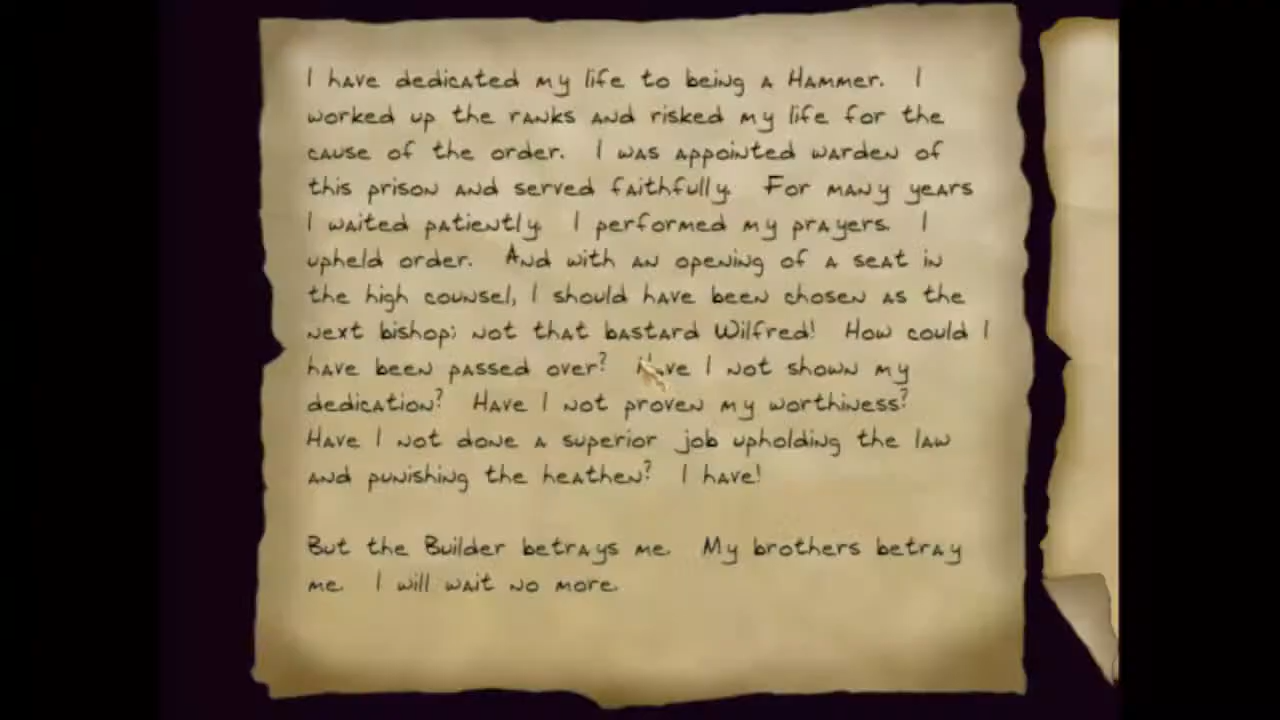 I have dedicated my life to being a Hammer. I
worked up the ranks and risked my life for the
cause of the order. I was appointed warden of
this prison and served faithfully. For many years
I waited patiently. I performed my prayers. I
upheld order. And with an opening of a seat in
the high counsel, I should have been chosen as the
next bishop; not that bastard Wilfred! How could I
have been passed over? Have I not shown my
dedication? Have I not proven my worthiness?
Have I not done a superior job upholding the law
and punishing the heathen? I have!
But the Builder betrays me. My brothers betray
me. I will wait no more.